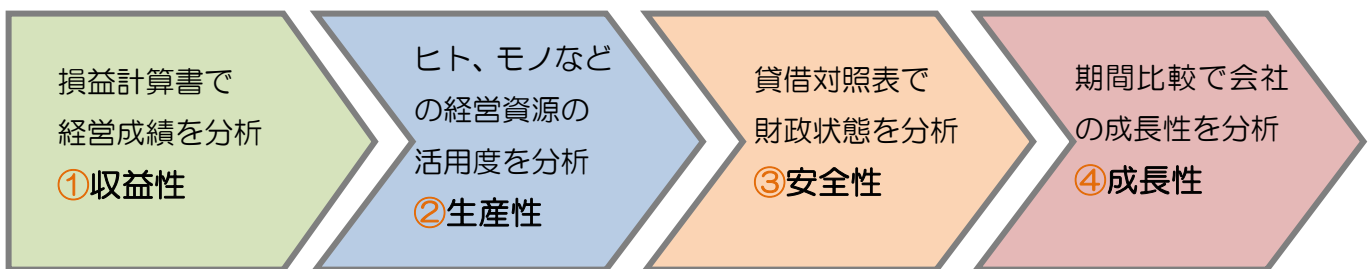 損益計算書で
経営成績を分析
①収益性
ヒト、モノなど
の経営資源の
活用度を分析
②生産性
貸借対照表で
財政状態を分析
③安全性
期間比較で会社
の成長性を分析
④成長性